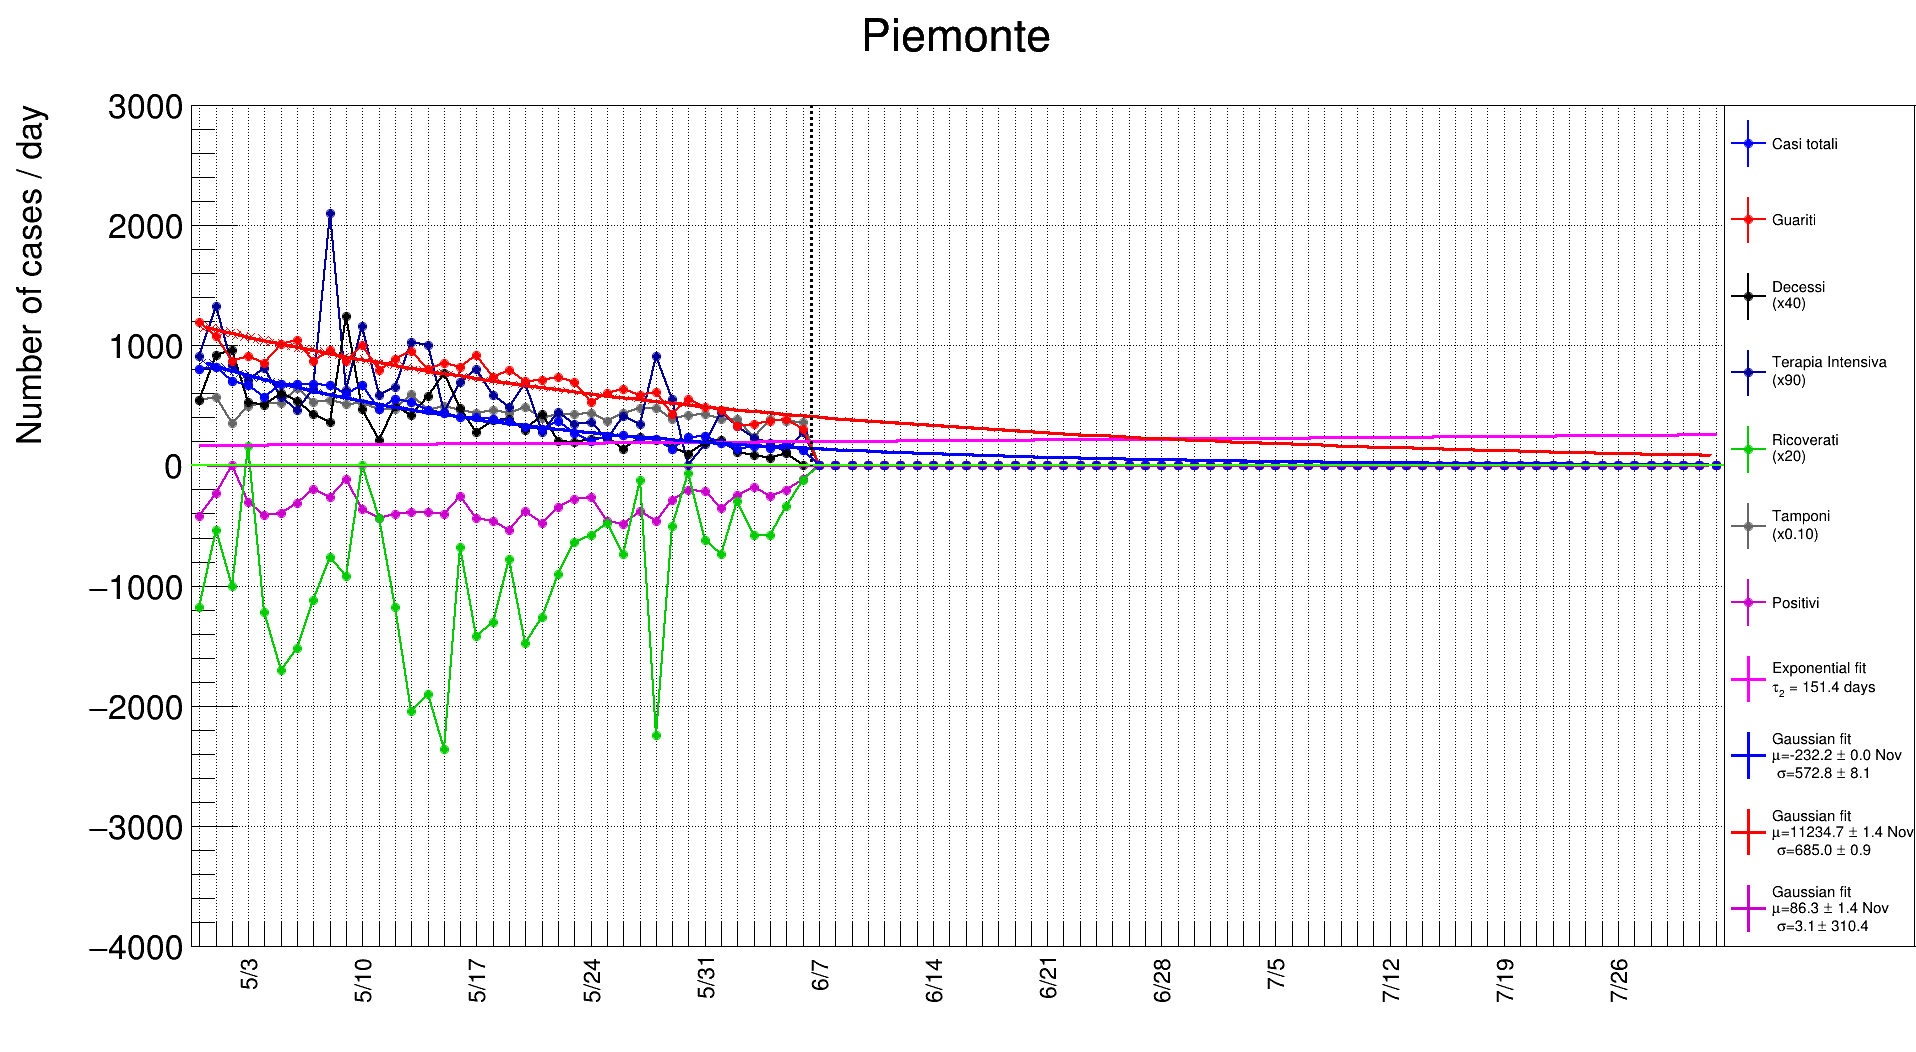 Piemonte
Number of cases / day
3000
2000
1000
0
−1000
−2000
−3000
−4000
5/3
5/10
5/17
5/24
5/31
6/7
6/14
6/21
6/28
7/5
7/12
7/19
7/26
Casi totali
Guariti
Decessi
(x40)
Terapia Intensiva
(x90)
Ricoverati
(x20)
Tamponi
(x0.10)
Positivi
Exponential fit
τ2 = 151.4 days
Gaussian fit
μ=-232.2 ± 0.0 Nov
σ=572.8 ± 8.1
Gaussian fit
μ=11234.7 ± 1.4 Nov
σ=685.0 ± 0.9
Gaussian fit
μ=86.3 ± 1.4 Nov
σ=3.1 ± 310.4